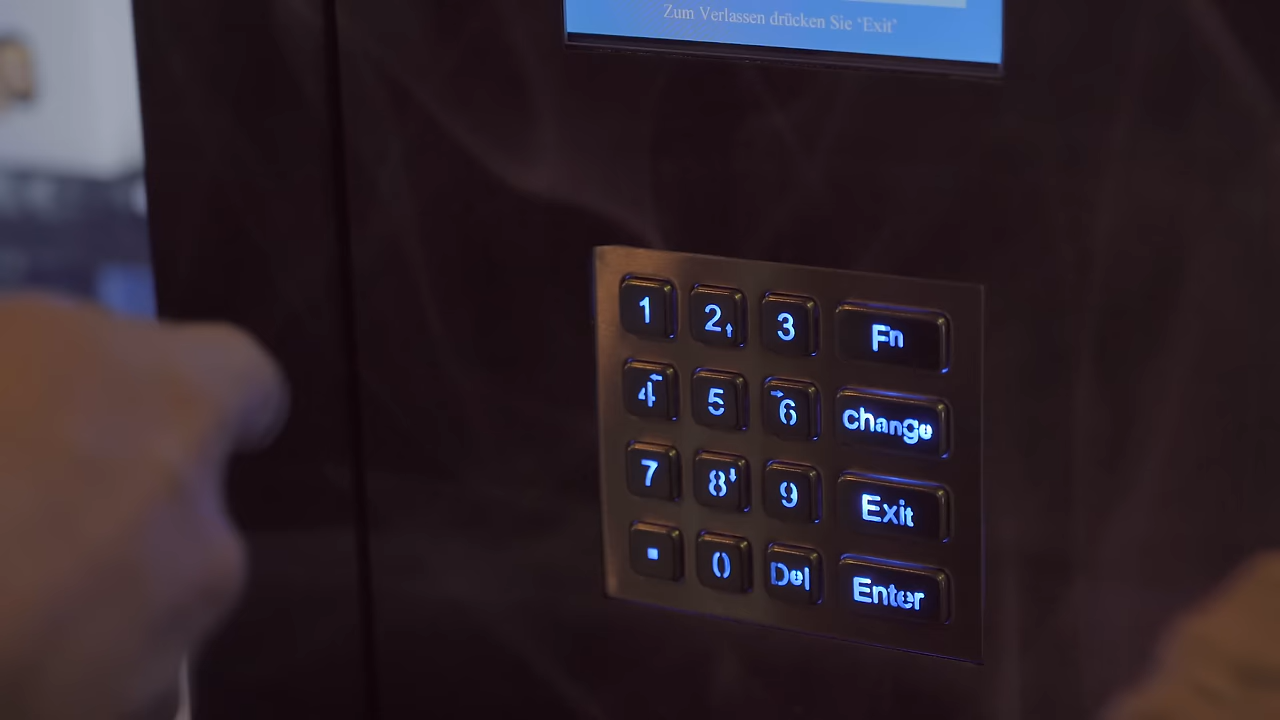 Zum Verlassen drücken Sie ‘Exit’
1 2↑ 3 Fn
4← 5 →6 change
7 8↓ 9 Exit
. 0 Del Enter